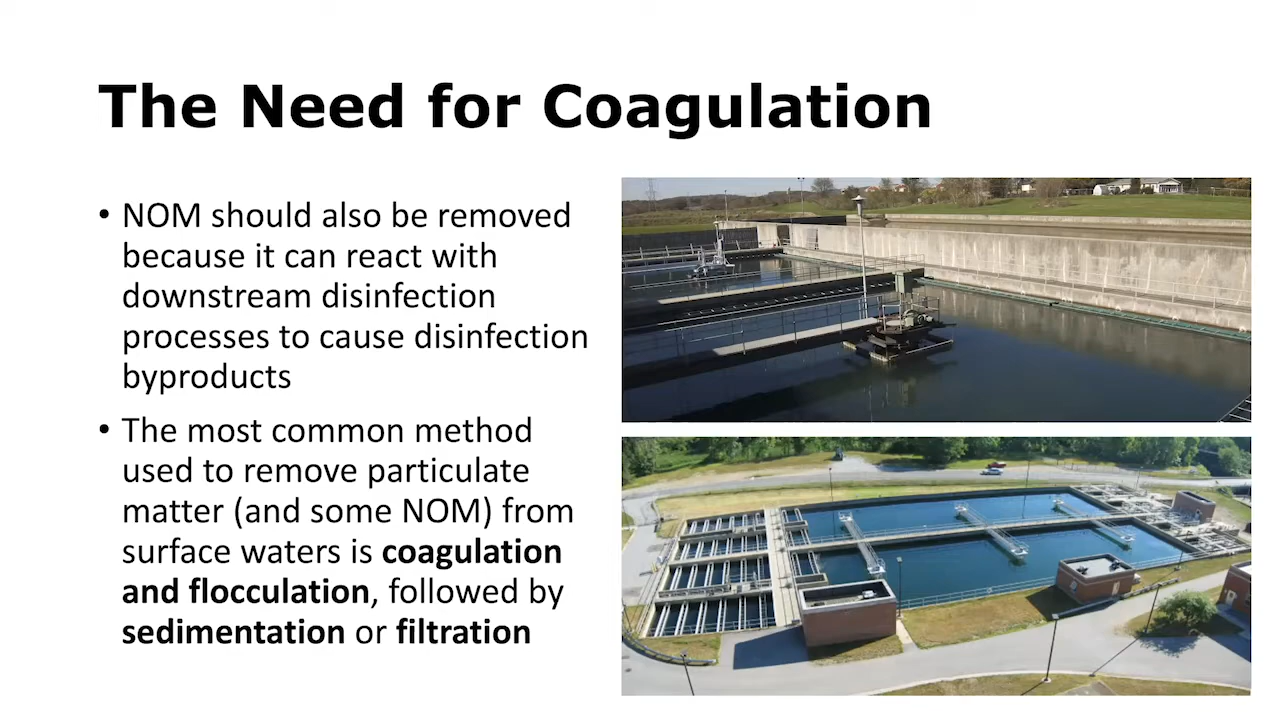 The Need for Coagulation
• NOM should also be removed
because it can react with
downstream disinfection
processes to cause disinfection
byproducts
• The most common method
used to remove particulate
matter (and some NOM) from
surface waters is coagulation
and flocculation, followed by
sedimentation or filtration